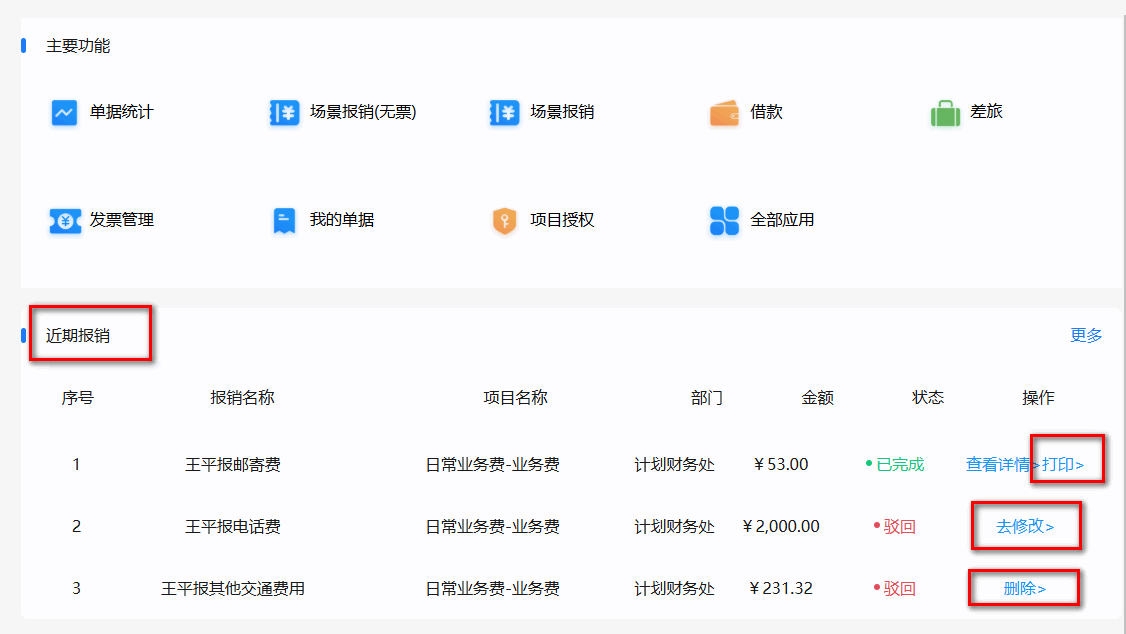 主要功能
单据统计 场景报销(无票) 场景报销 借款 差旅
发票管理 我的单据 项目授权 全部应用
近期报销 更多
序号 报销名称 项目名称 部门 金额 状态 操作
1 王平报邮寄费 日常业务费-业务费 计划财务处 ￥53.00 已完成 查看详情> 打印>
2 王平报电话费 日常业务费-业务费 计划财务处 ￥2,000.00 驳回 去修改>
3 王平报其他交通费用 日常业务费-业务费 计划财务处 ￥231.32 驳回 删除>